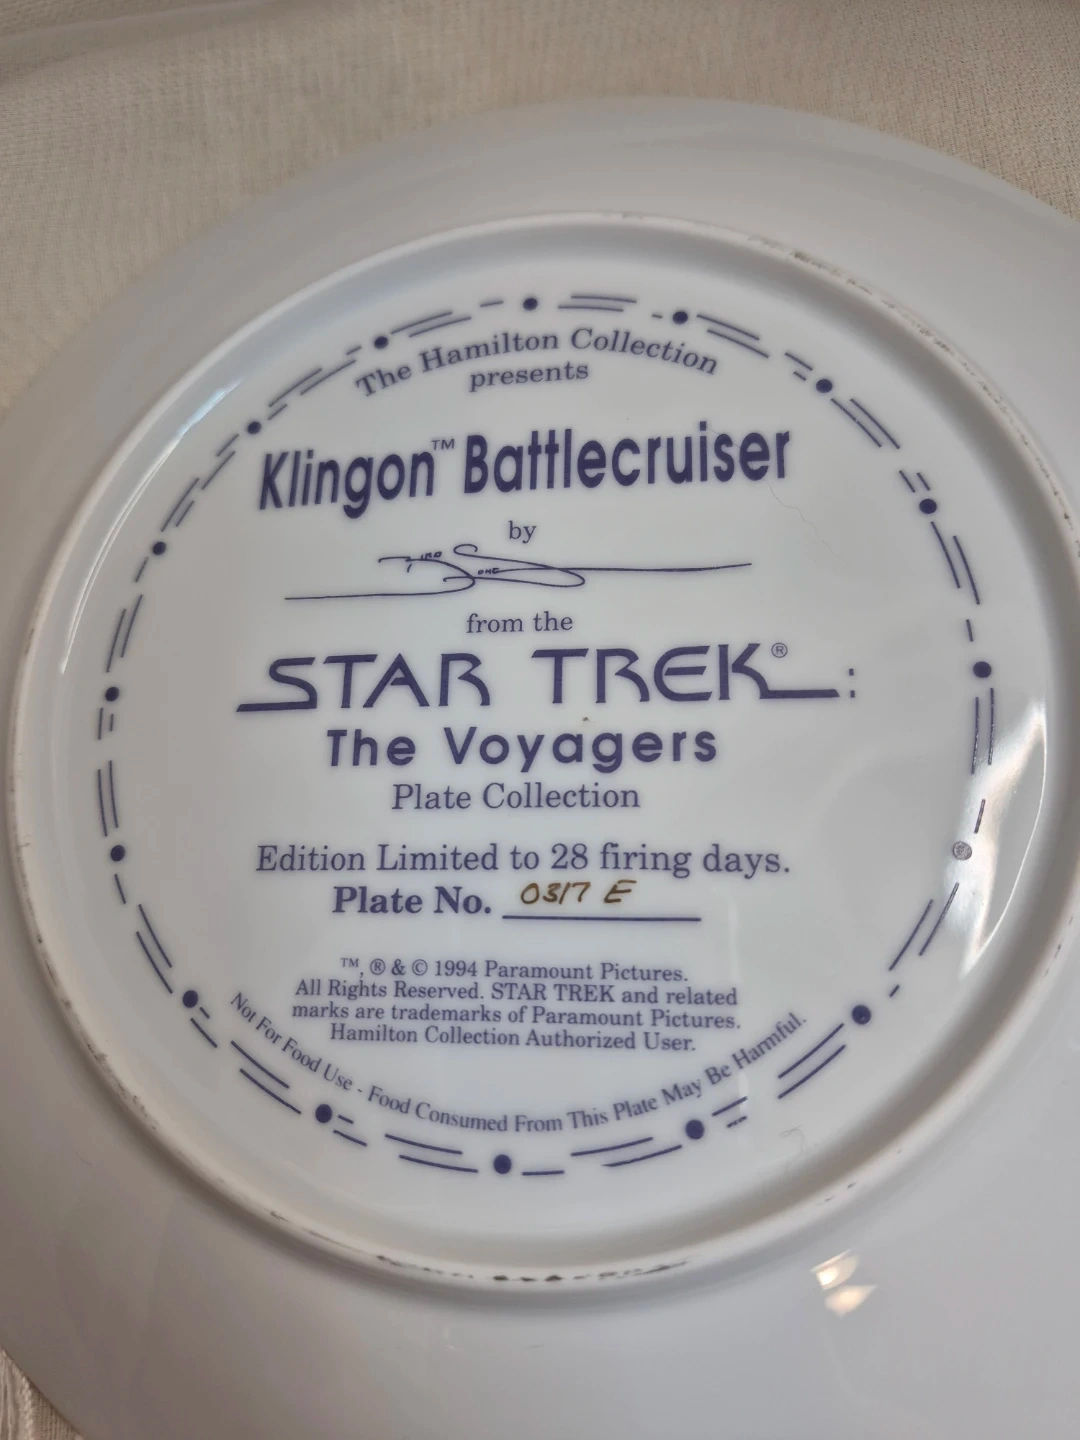 The Hamilton Collection
presents
Klingon™ Battlecruiser
by
from the
STAR TREK®:
The Voyagers
Plate Collection
Edition Limited to 28 firing days.
Plate No. 0317 E
™, ® & © 1994 Paramount Pictures.
All Rights Reserved. STAR TREK and related
marks are trademarks of Paramount Pictures.
Hamilton Collection Authorized User.
Not For Food Use - Food Consumed From This Plate May Be Harmful.